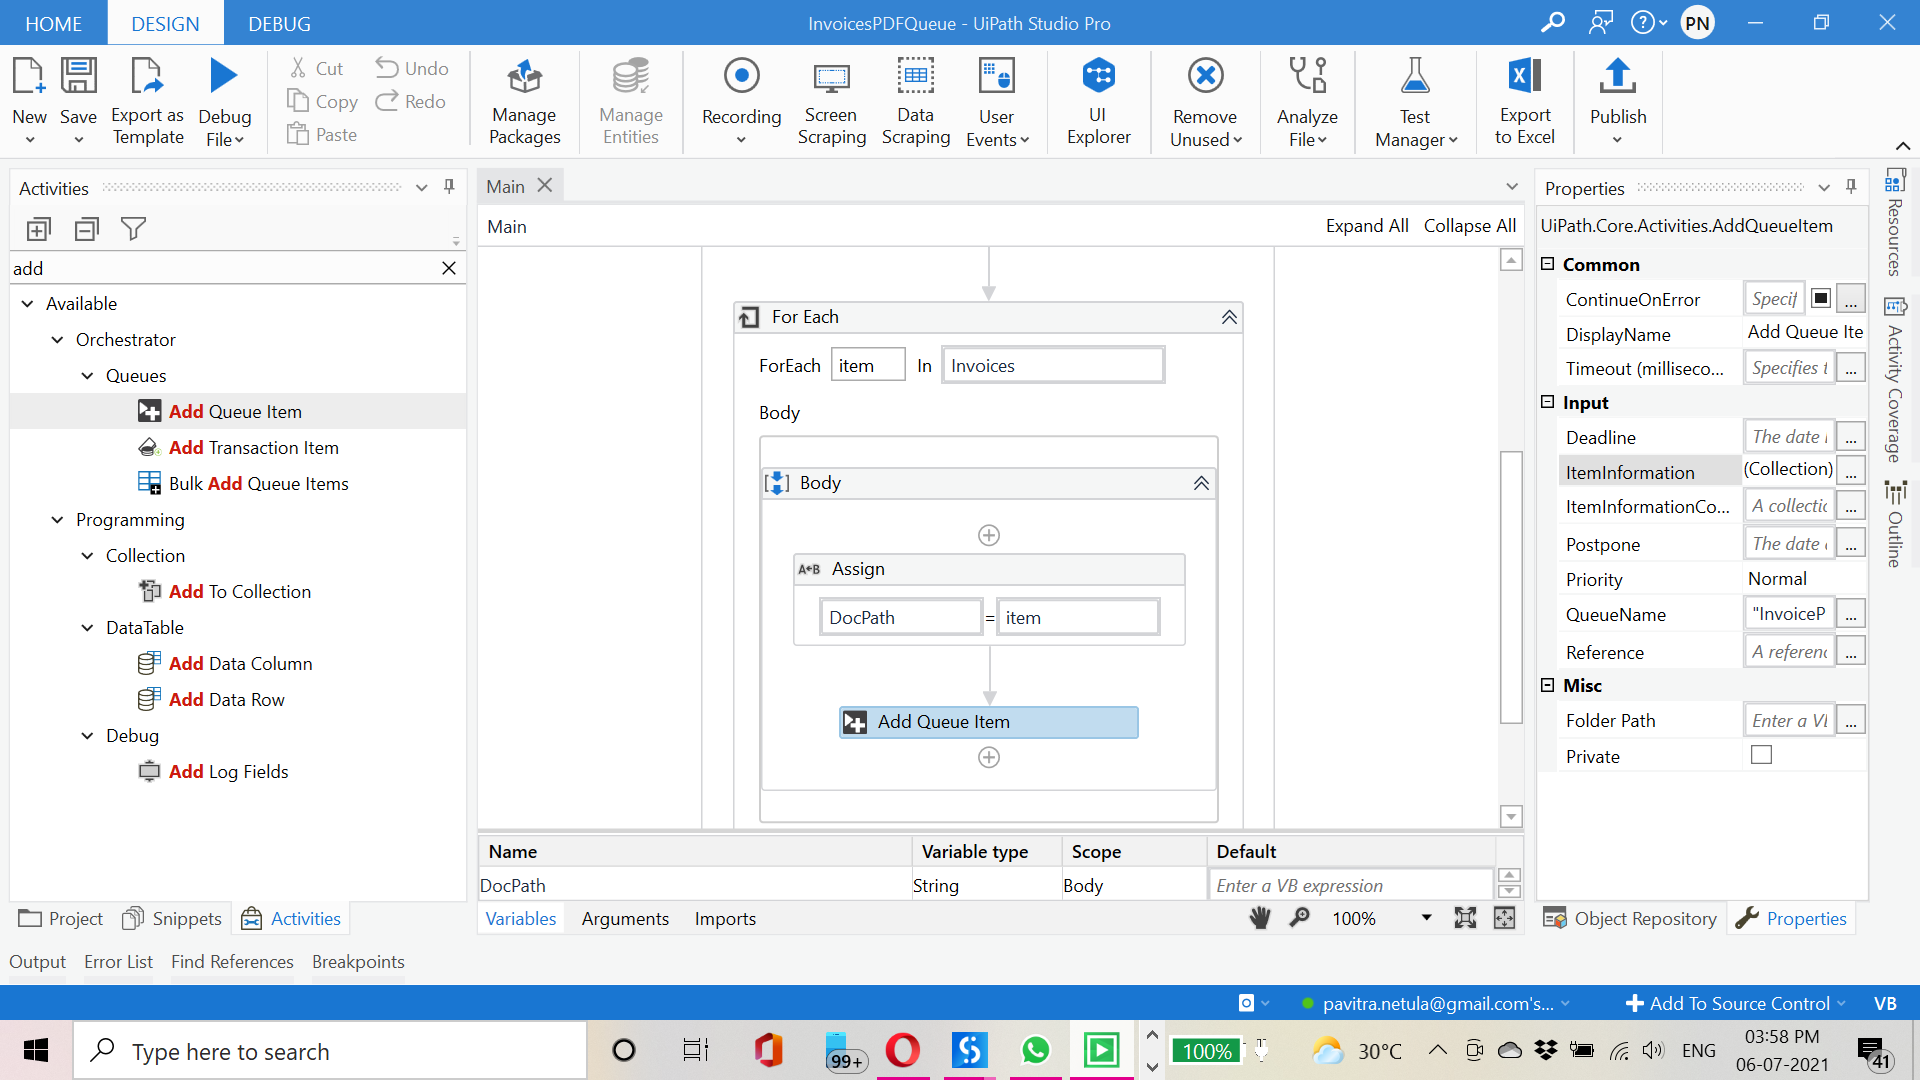 HOME DESIGN DEBUG InvoicesPDFQueue - UiPath Studio Pro PN
New Save Export as Template Debug File
Cut Copy Paste Undo Redo
Manage Packages
Manage Entities
Recording Screen Scraping Data Scraping User Events
UI Explorer
Remove Unused
Analyze File
Test Manager
Export to Excel
Publish
Activities
add
Available
Orchestrator
Queues
Add Queue Item
Add Transaction Item
Bulk Add Queue Items
Programming
Collection
Add To Collection
DataTable
Add Data Column
Add Data Row
Debug
Add Log Fields
Project Snippets Activities
Main
Main Expand All Collapse All
For Each
ForEach item In Invoices
Body
Body
A←B Assign
DocPath = item
Add Queue Item
Name Variable type Scope Default
DocPath String Body Enter a VB expression
Variables Arguments Imports 100%
Properties
UiPath.Core.Activities.AddQueueItem
Common
ContinueOnError Specif ...
DisplayName Add Queue Ite
Timeout (milliseco... Specifies t ...
Input
Deadline The date ...
ItemInformation (Collection) ...
ItemInformationCo... A collectic ...
Postpone The date ...
Priority Normal
QueueName "InvoiceP ...
Reference A referenc ...
Misc
Folder Path Enter a VI ...
Private
Object Repository Properties
Resources
Activity Coverage
Outline
Output Error List Find References Breakpoints
pavitra.netula@gmail.com's... Add To Source Control VB
Type here to search 99+ 100% 30°C ENG 03:58 PM
06-07-2021 41